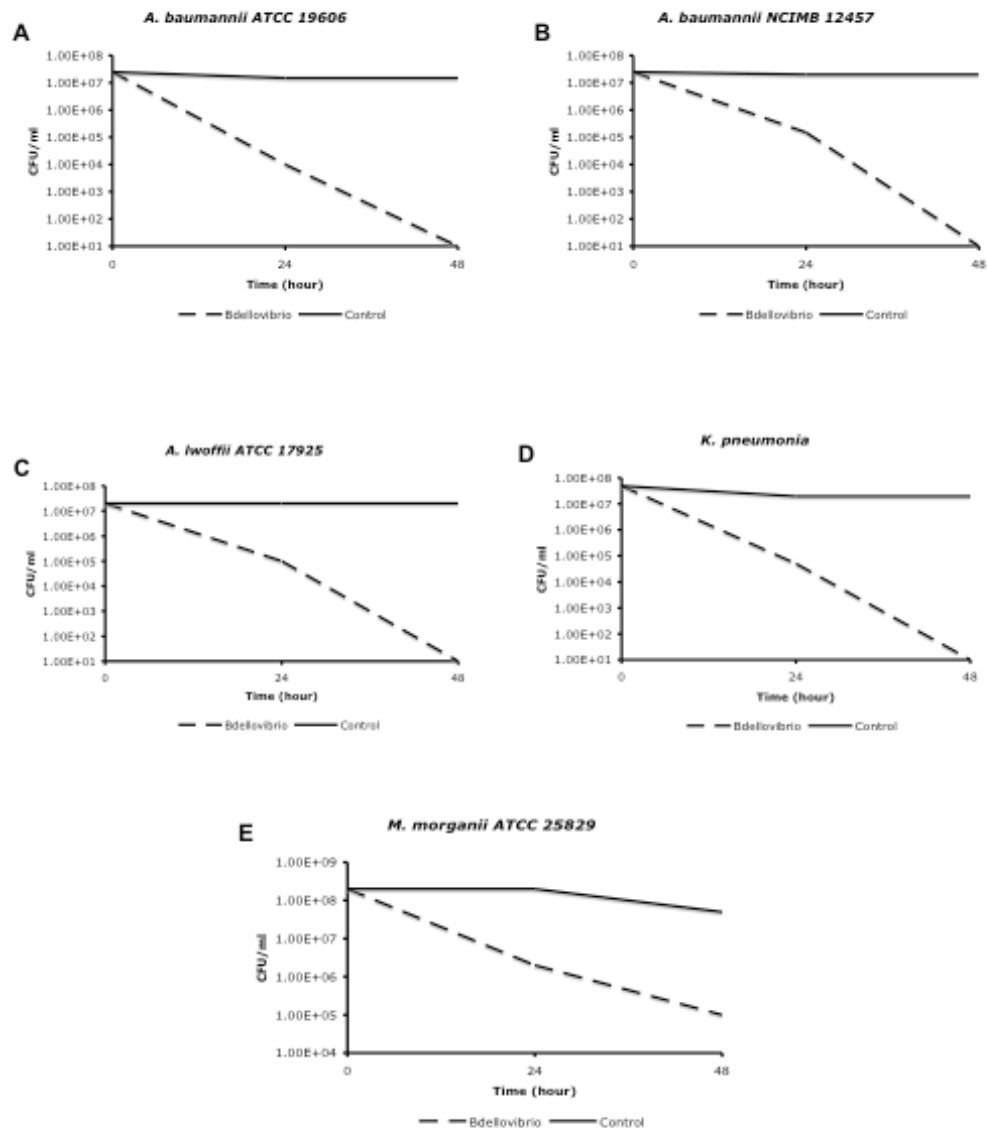 A
A. baumannii ATCC 19606
1.00E+08
1.00E+07
1.00E+06
1.00E+05
1.00E+04
1.00E+03
1.00E+02
1.00E+01
CFU/ml
0
24
48
Time (hour)
Bdellovibrio
Control
B
A. baumannii NCIMB 12457
1.00E+08
1.00E+07
1.00E+06
1.00E+05
1.00E+04
1.00E+03
1.00E+02
1.00E+01
CFU/ml
0
24
48
Time (hour)
Bdellovibrio
Control
C
A. lwoffii ATCC 17925
1.00E+08
1.00E+07
1.00E+06
1.00E+05
1.00E+04
1.00E+03
1.00E+02
1.00E+01
CFU/ml
0
24
48
Time (hour)
Bdellovibrio
Control
D
K. pneumonia
1.00E+08
1.00E+07
1.00E+06
1.00E+05
1.00E+04
1.00E+03
1.00E+02
1.00E+01
CFU/ml
0
24
48
Time (hour)
Bdellovibrio
Control
E
M. morganii ATCC 25829
1.00E+09
1.00E+08
1.00E+07
1.00E+06
1.00E+05
1.00E+04
CFU/ml
0
24
48
Time (hour)
Bdellovibrio
Control